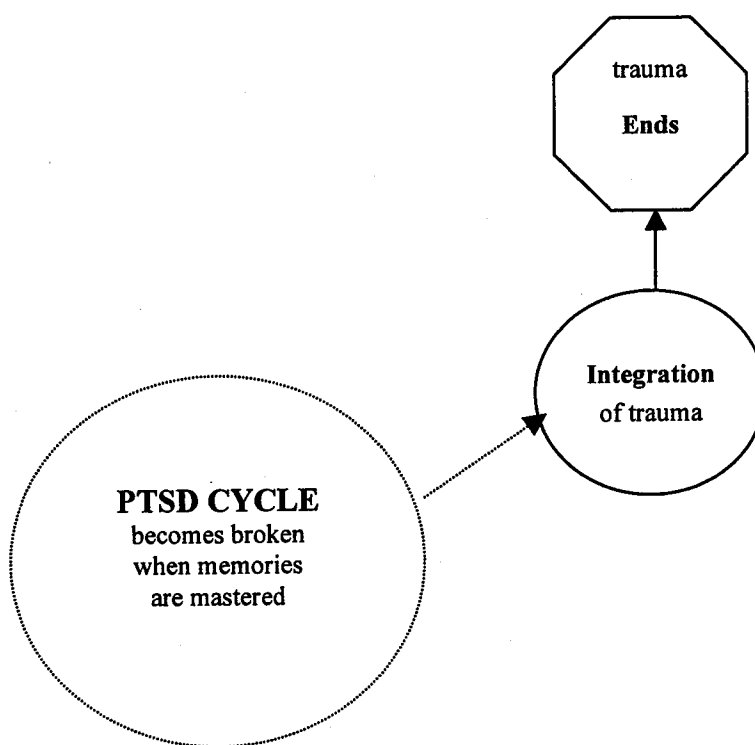 trauma
Ends
Integration
of trauma
PTSD CYCLE
becomes broken
when memories
are mastered